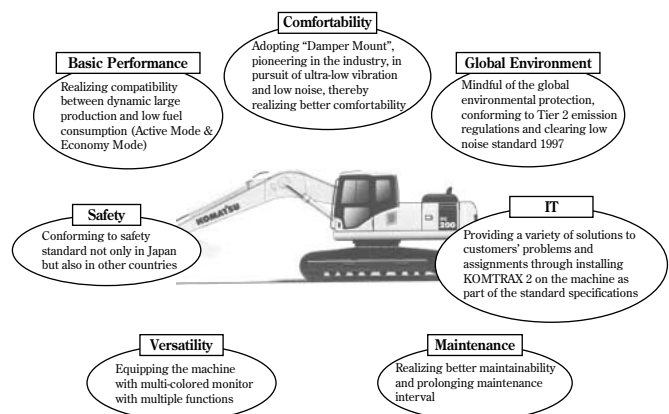 Comfortability
Adopting “Damper Mount”,
pioneering in the industry, in
pursuit of ultra-low vibration
and low noise, thereby
realizing better comfortability
Basic Performance
Realizing compatibility
between dynamic large
production and low fuel
consumption (Active Mode &
Economy Mode)
Global Environment
Mindful of the global
environmental protection,
conforming to Tier 2 emission
regulations and clearing low
noise standard 1997
Safety
Conforming to safety
standard not only in Japan
but also in other countries
KOMATSU
PC
200
IT
Providing a variety of solutions to
customers’ problems and
assignments through installing
KOMTRAX 2 on the machine as
part of the standard specifications
Versatility
Equipping the machine
with multi-colored monitor
with multiple functions
Maintenance
Realizing better maintainability
and prolonging maintenance
interval